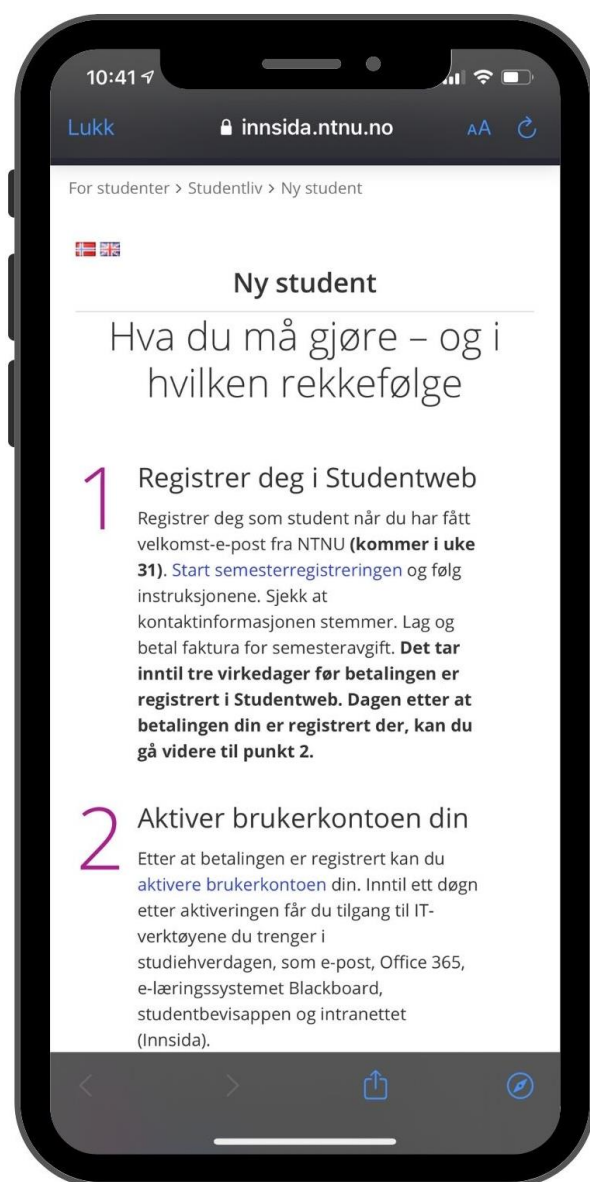 10:41
Lukk innsida.ntnu.no AA
For studenter > Studentliv > Ny student
Ny student
Hva du må gjøre – og i
hvilken rekkefølge
1 Registrer deg i Studentweb
Registrer deg som student når du har fått
velkomst-e-post fra NTNU (kommer i uke
31). Start semesterregistreringen og følg
instruksjonene. Sjekk at
kontaktinformasjonen stemmer. Lag og
betal faktura for semesteravgift. Det tar
inntil tre virkedager før betalingen er
registrert i Studentweb. Dagen etter at
betalingen din er registrert der, kan du
gå videre til punkt 2.
2 Aktiver brukerkontoen din
Etter at betalingen er registrert kan du
aktivere brukerkontoen din. Inntil ett døgn
etter aktiveringen får du tilgang til IT-
verktøyene du trenger i
studiehverdagen, som e-post, Office 365,
e-læringssystemet Blackboard,
studentbevisappen og intranettet
(Innsida).